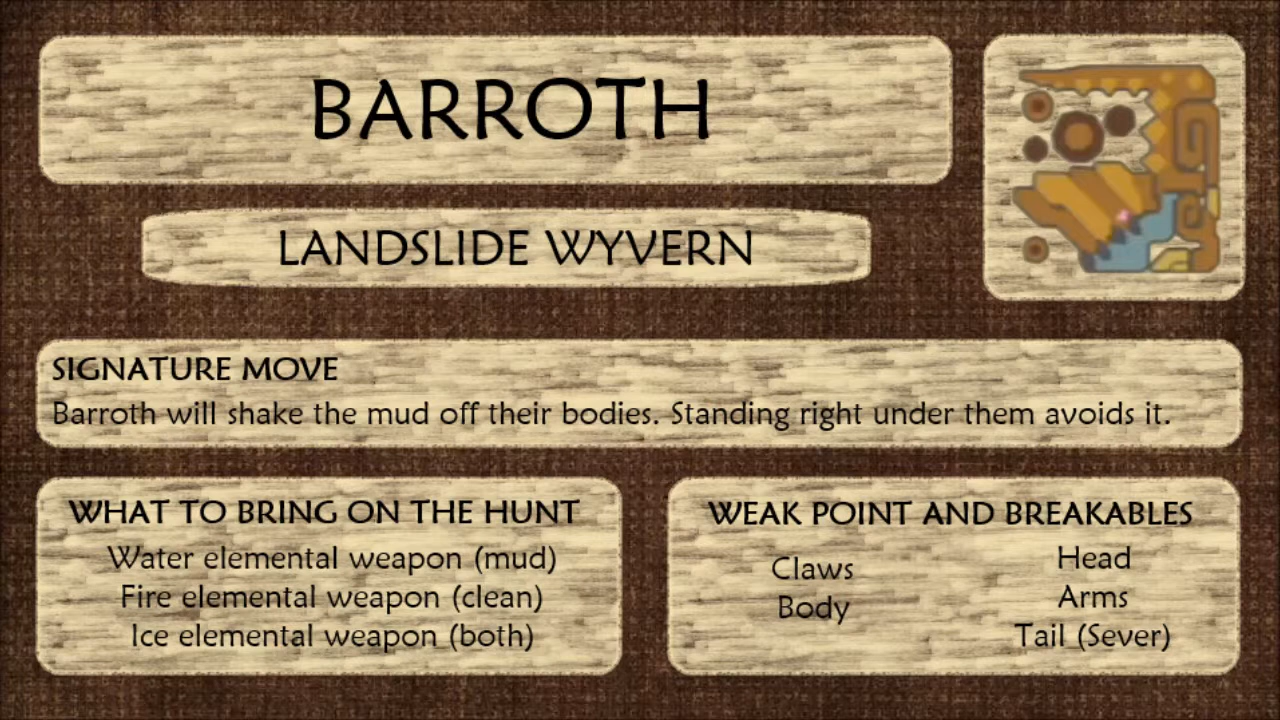 BARROTH
LANDSLIDE WYVERN
SIGNATURE MOVE
Barroth will shake the mud off their bodies. Standing right under them avoids it.
WHAT TO BRING ON THE HUNT
Water elemental weapon (mud)
Fire elemental weapon (clean)
Ice elemental weapon (both)
WEAK POINT AND BREAKABLES
Claws
Body
Head
Arms
Tail (Sever)